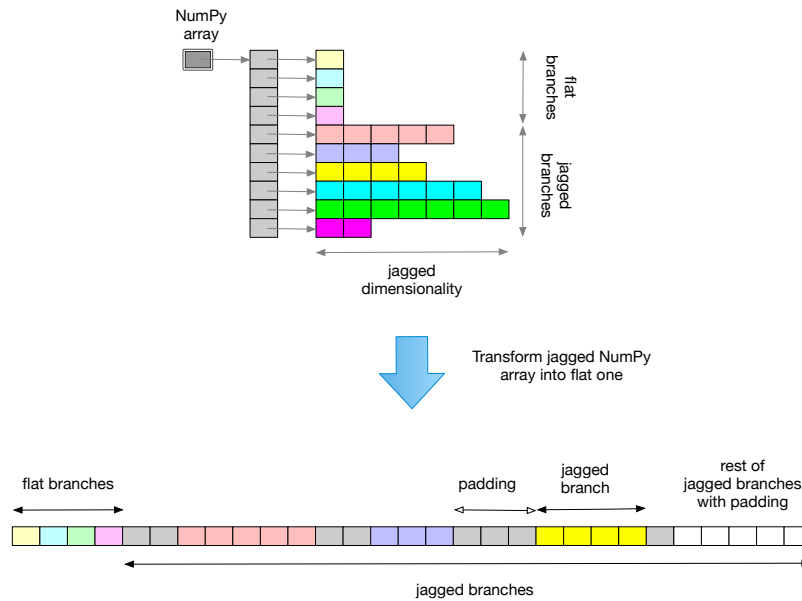 NumPy
array
flat
branches
jagged
branches
jagged
dimensionality
Transform jagged NumPy
array into flat one
flat branches
padding
jagged
branch
rest of
jagged branches
with padding
jagged branches